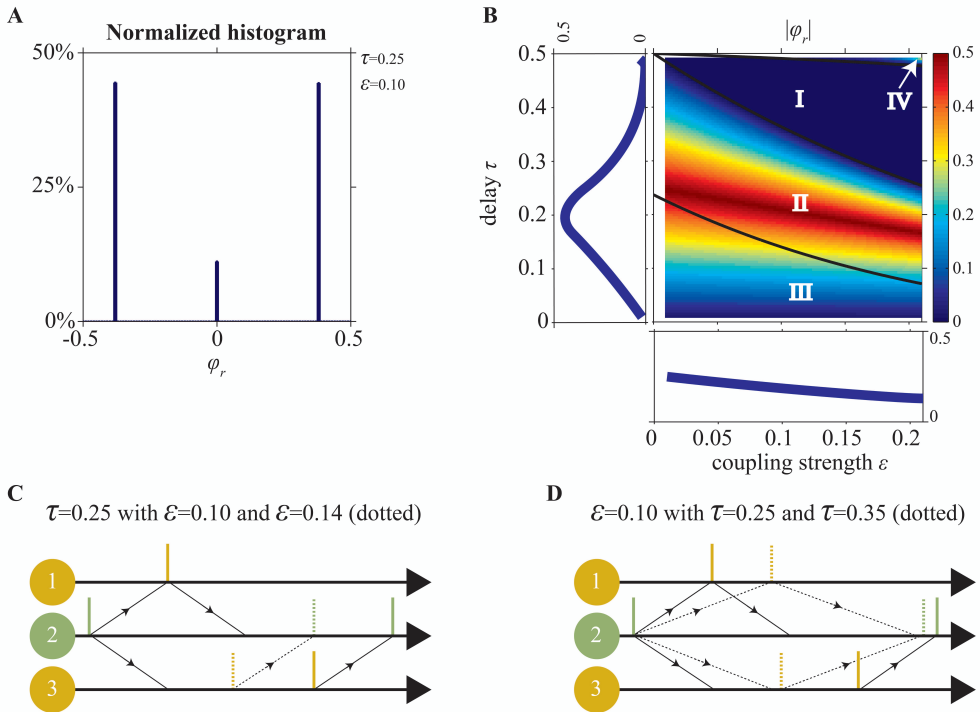 A
Normalized histogram
50%
25%
0%
-0.5
0
0.5
φr
τ=0.25
ε=0.10
B
0.5
0
|φr|
0.5
0.4
0.3
0.2
0.1
0
delay τ
I
II
III
IV
0.5
0.4
0.3
0.2
0.1
0
0.5
0
0
0.05
0.1
0.15
0.2
coupling strength ε
C
τ=0.25 with ε=0.10 and ε=0.14 (dotted)
1
2
3
D
ε=0.10 with τ=0.25 and τ=0.35 (dotted)
1
2
3